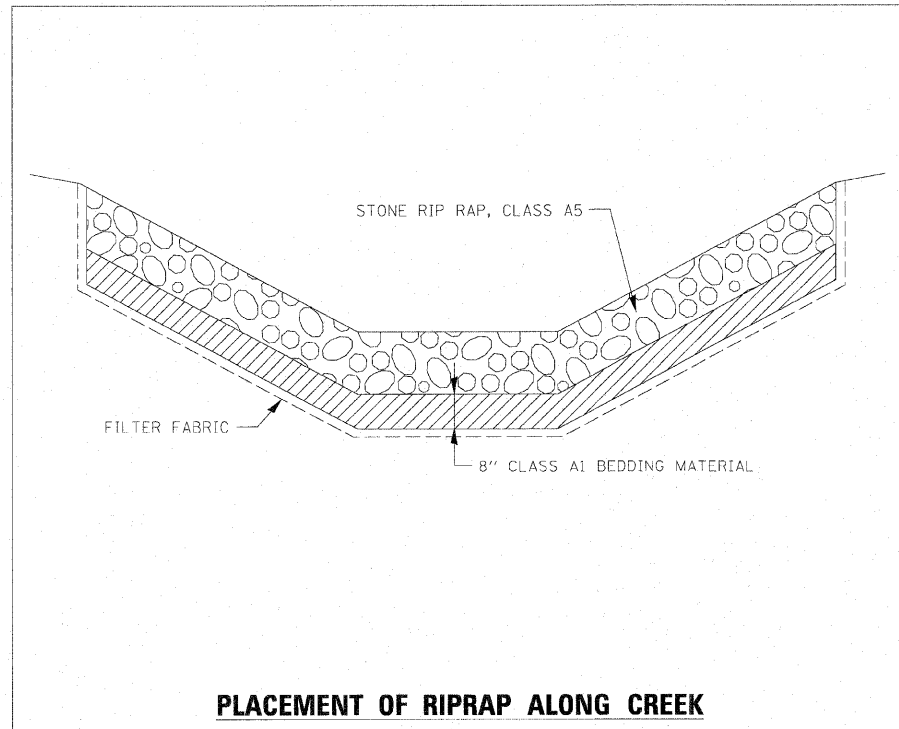 STONE RIP RAP, CLASS A5
FILTER FABRIC
8" CLASS A1 BEDDING MATERIAL
PLACEMENT OF RIPRAP ALONG CREEK